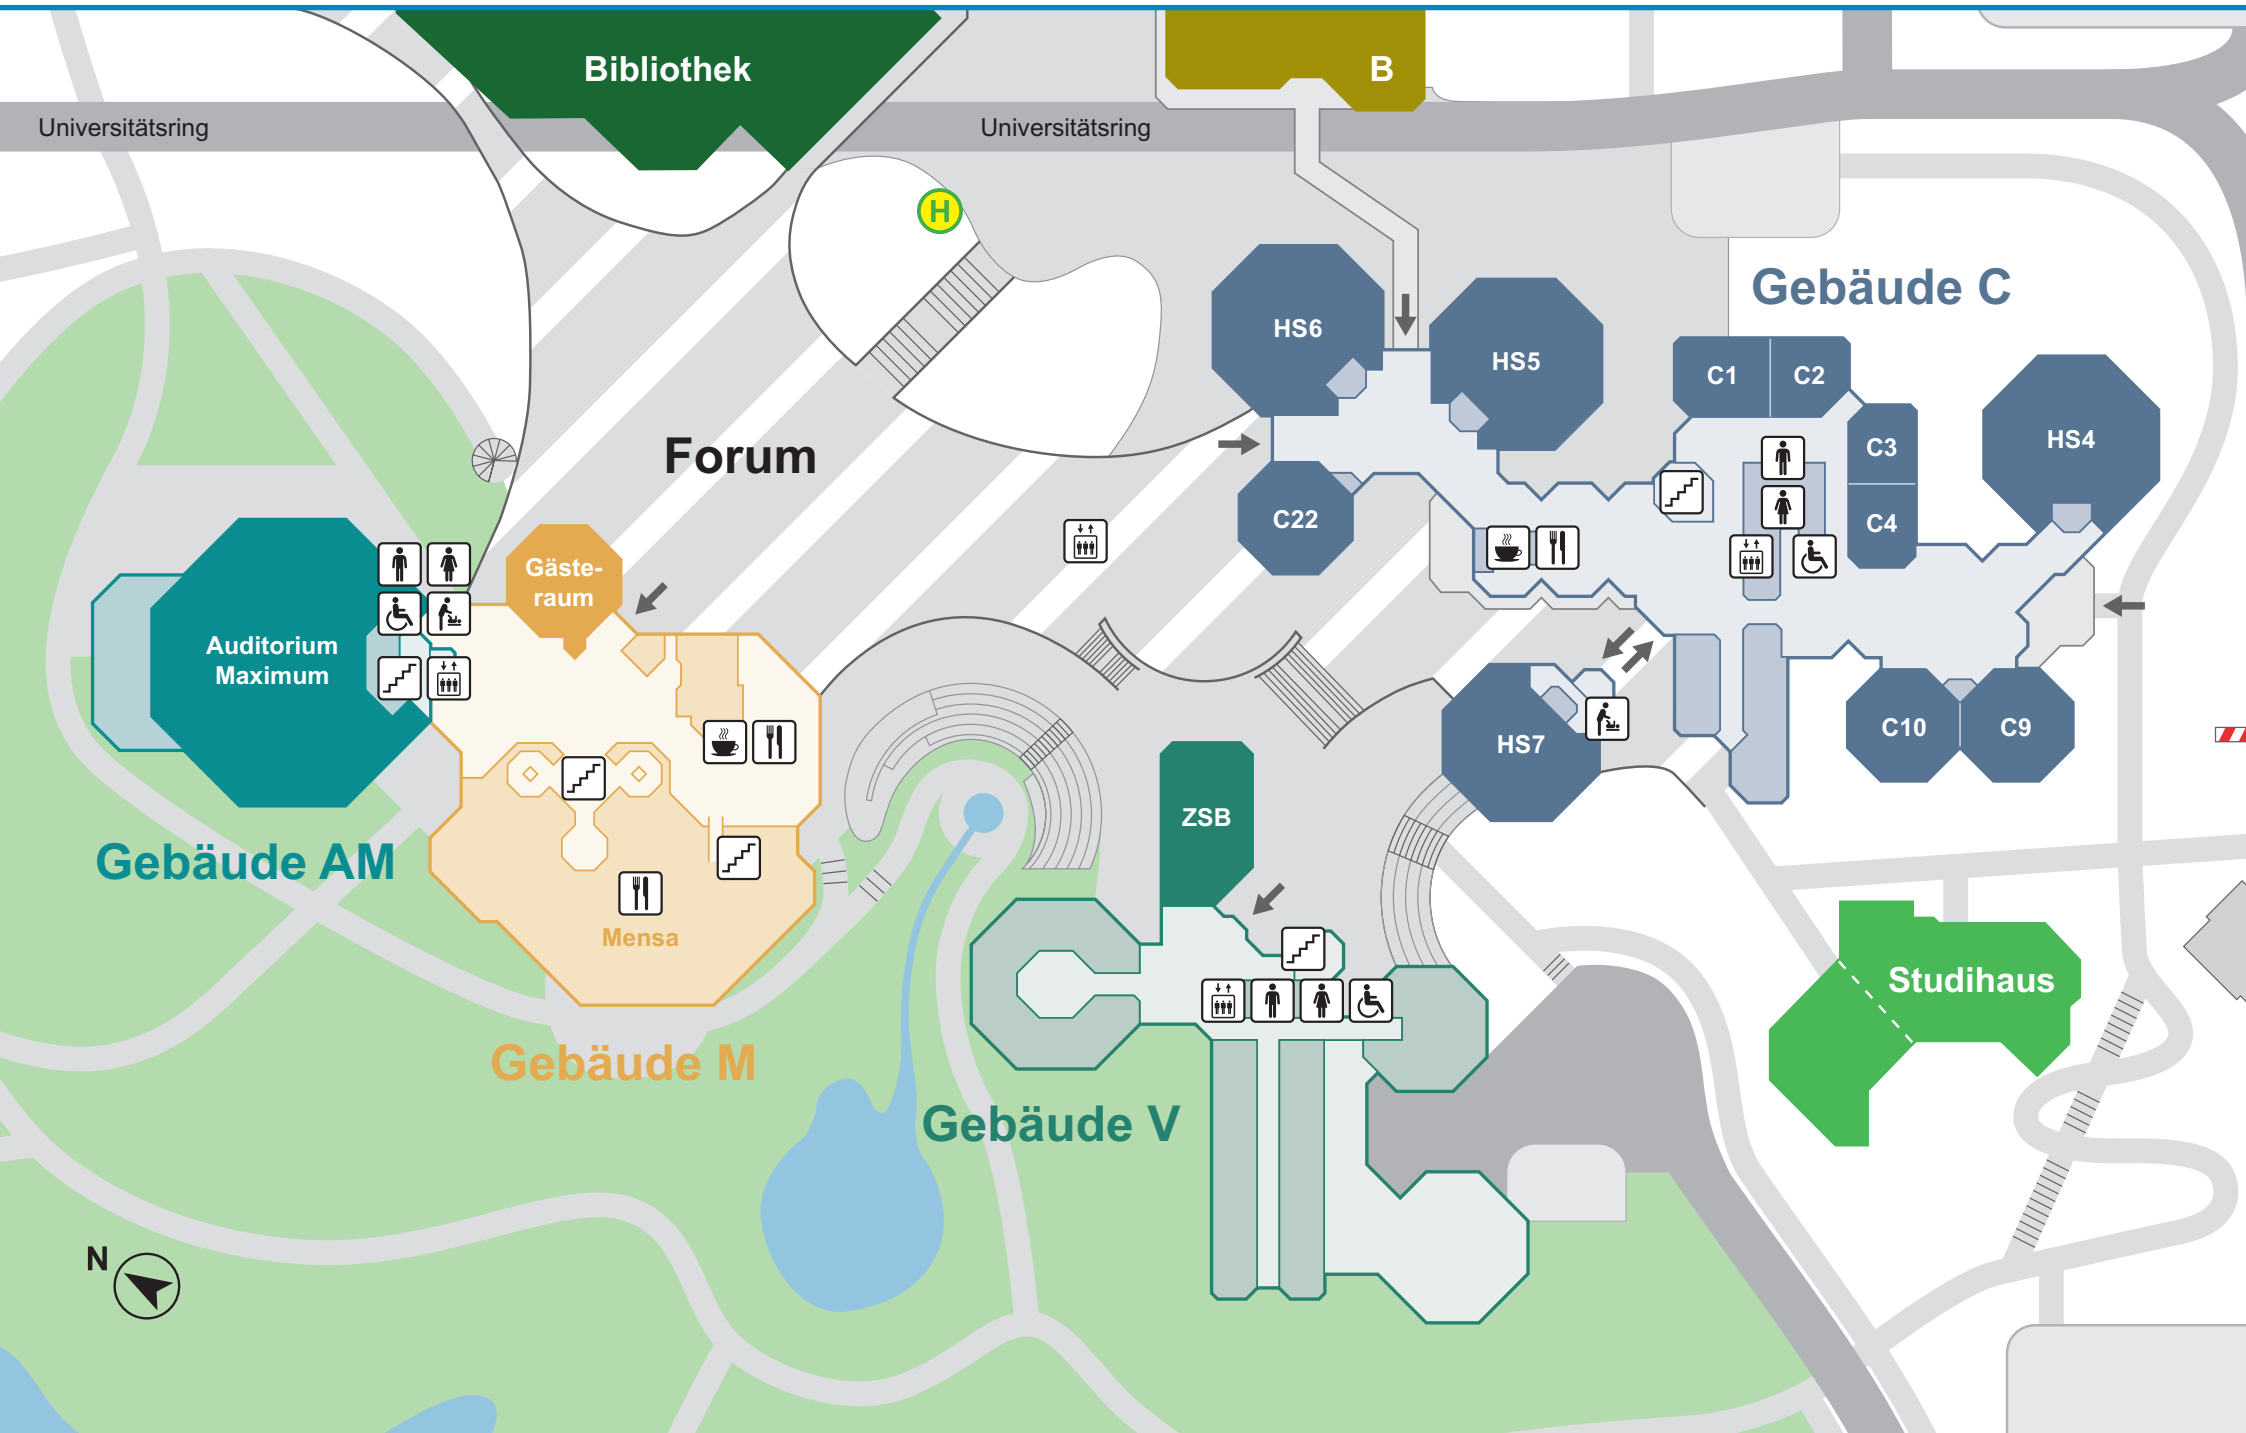 Bibliothek
B
Universitätsring
Universitätsring
H
Gebäude C
HS6
HS5
C1
C2
C3
HS4
Forum
C22
C4
Gäste-
raum
Auditorium
Maximum
C10
C9
HS7
ZSB
Gebäude AM
Mensa
Studihaus
Gebäude M
Gebäude V
N